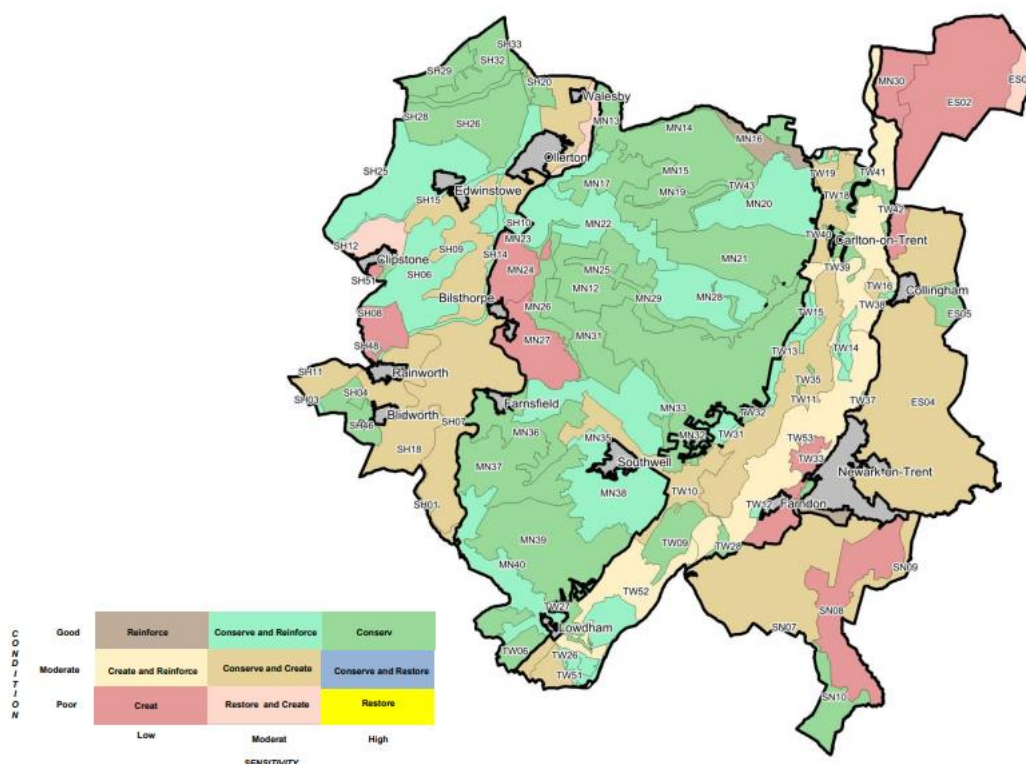 SH33
SH32
SH29
SH20
Walesby
MN30
ES02
ES0
SH28
SH26
MN13
MN14
MN16
Ollerton
SH25
MN15
MN17
MN19
TW43
TW19
TW41
Edwinstowe
SH15
MN20
TW18
TW42
SH10
MN22
SH12
SH09
MN23
TW40
Carlton-on-Trent
Clipstone
SH14
MN21
SH51
SH06
MN24
MN25
TW39
Collingham
MN12
TW16
Bilsthorpe
MN29
MN28
TW38
MN26
TW15
ES05
SH08
MN31
MN27
TW14
SH48
TW13
Rainworth
SH11
TW35
SH03
SH04
Farnsfield
TW11
TW37
ES04
Blidworth
MN33
TW32
SH46
SH07
MN36
MN35
MN32
TW31
TW53
SH18
Southwell
TW33
MN37
Newark-on-Trent
MN38
TW10
SH01
TW12
Farndon
MN39
TW09
TW28
MN40
SN09
TW52
TW27
SN08
Lowdham
SN07
TW05
TW26
TW51
SN10
CONDITION
Good
Reinforce
Conserve and Reinforce
Conserv
Moderate
Create and Reinforce
Conserve and Create
Conserve and Restore
Poor
Creat
Restore and Create
Restore
Low
Moderat
High
SENSITIVITY